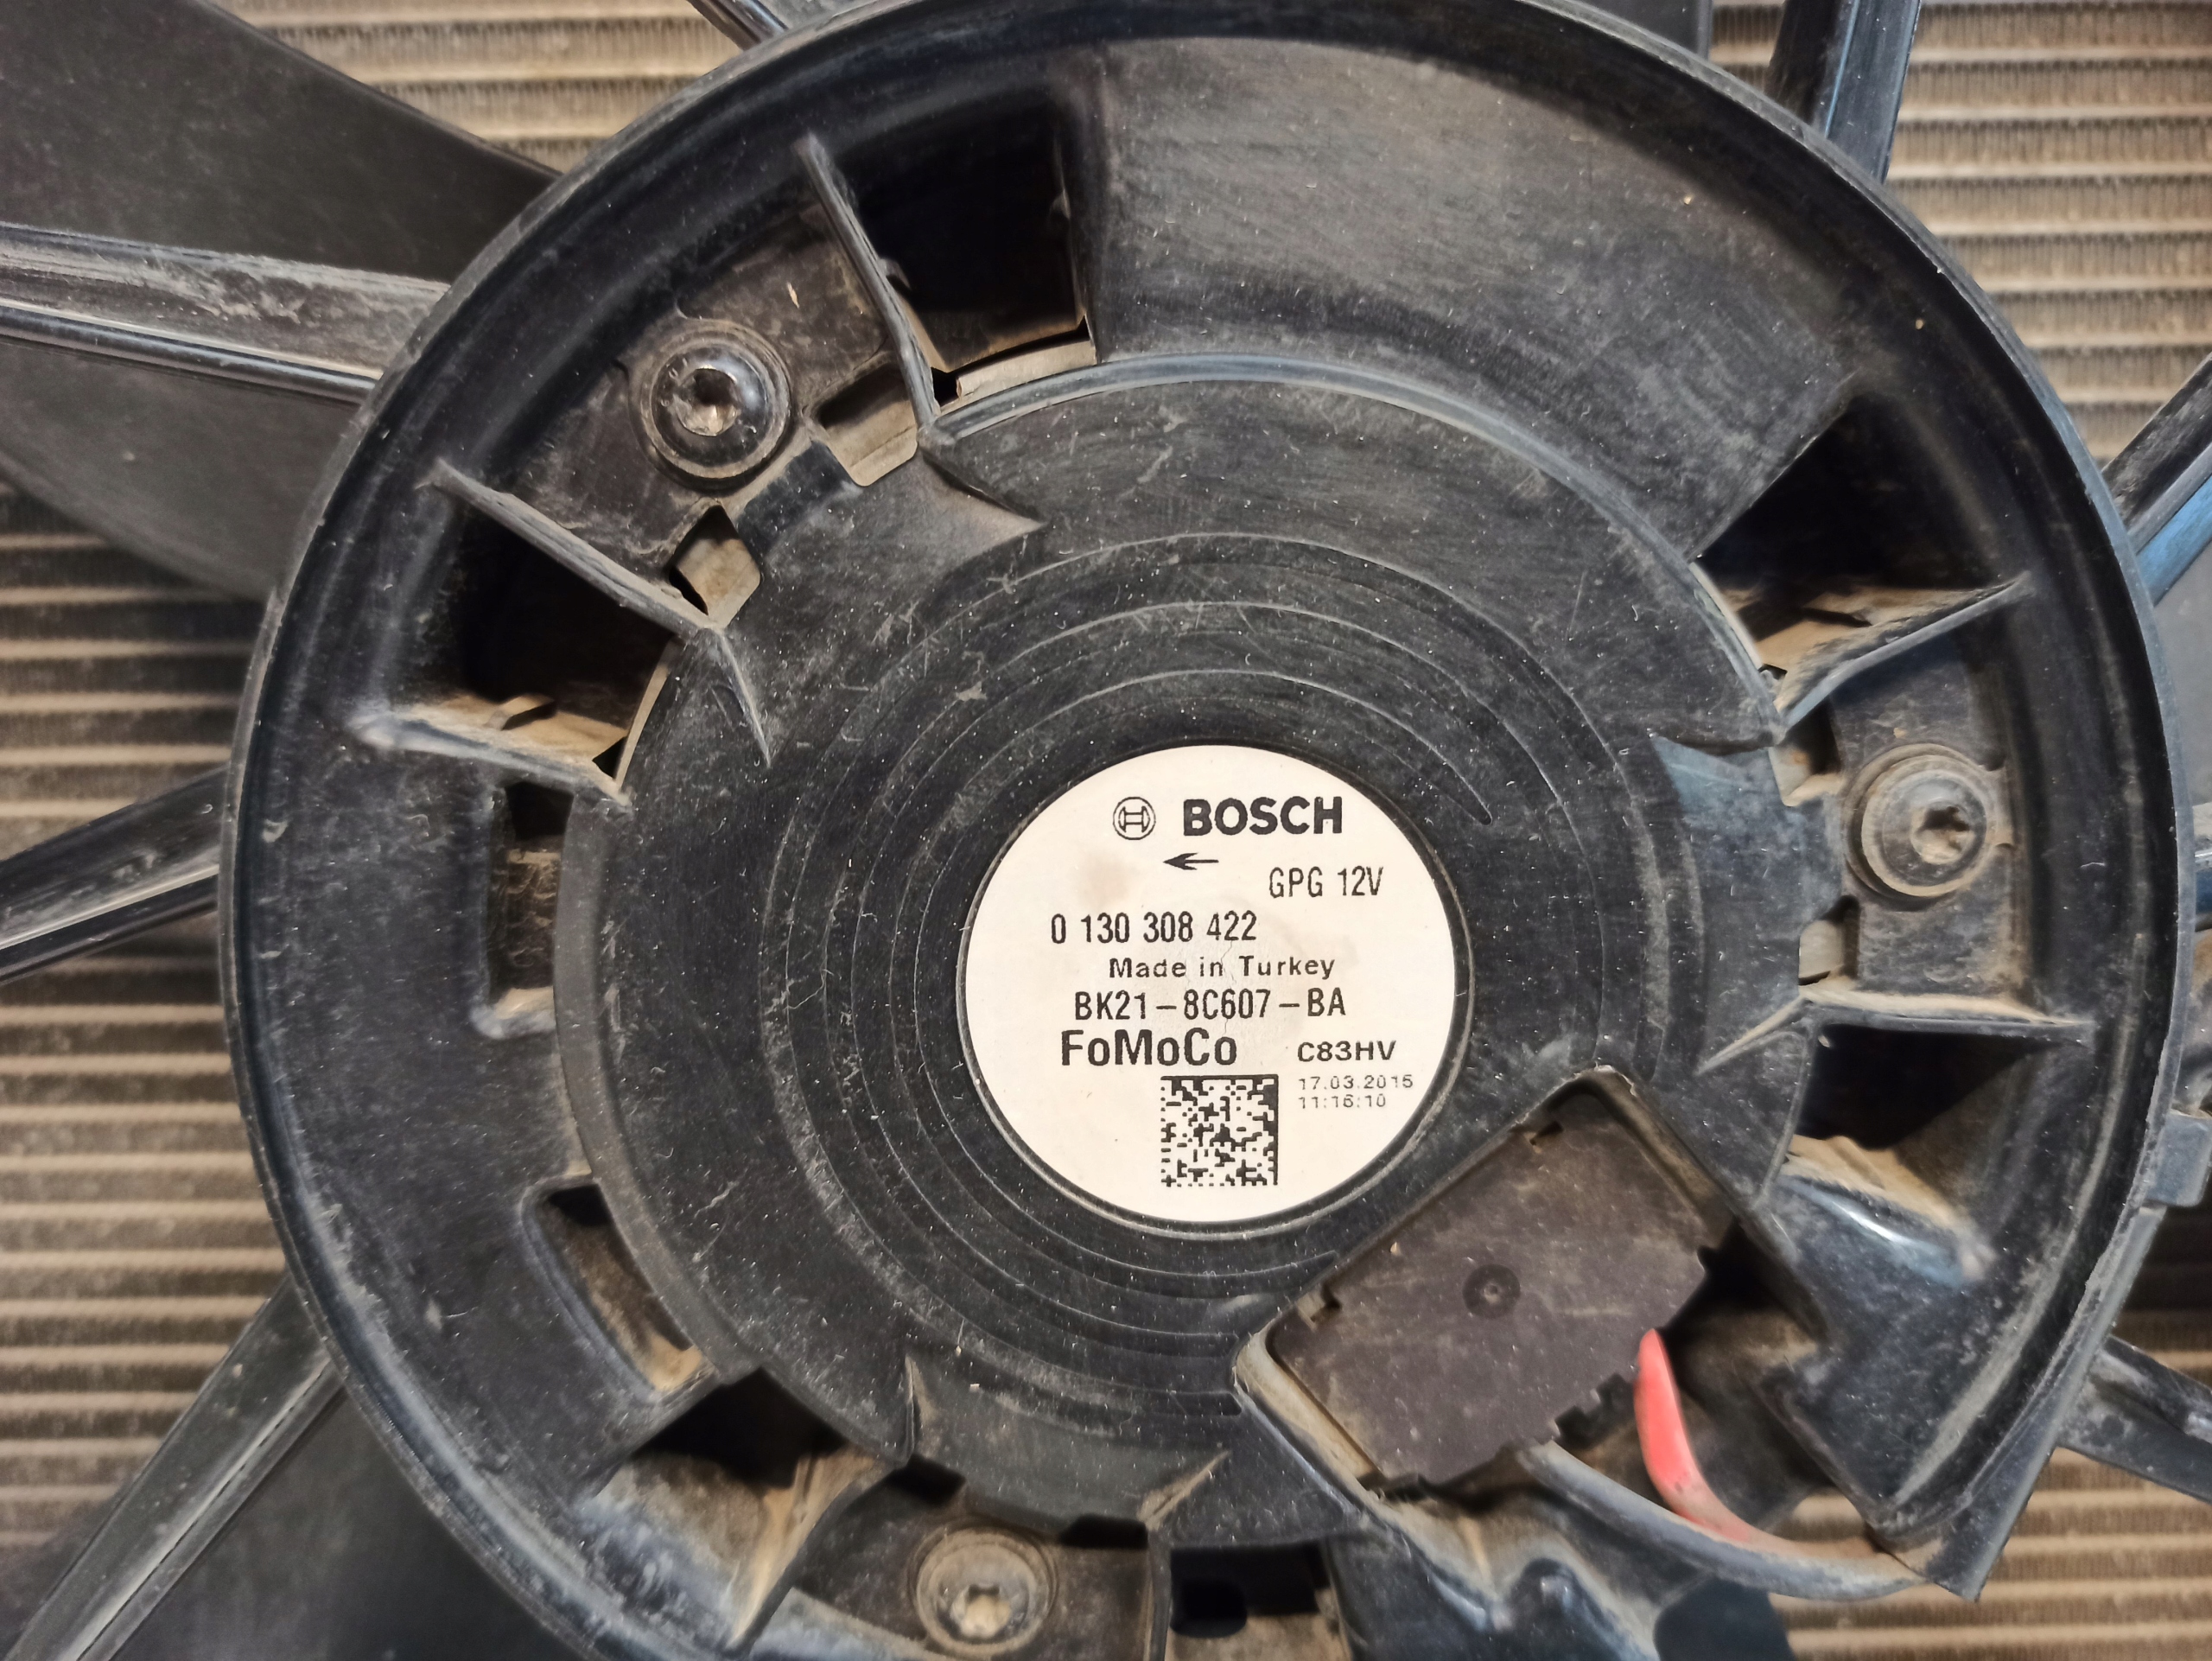 BOSCH
GPG 12V
0 130 308 422
Made in Turkey
BK21-8C607-BA
FoMoCo C83HV
17.03.2015
11:16:10